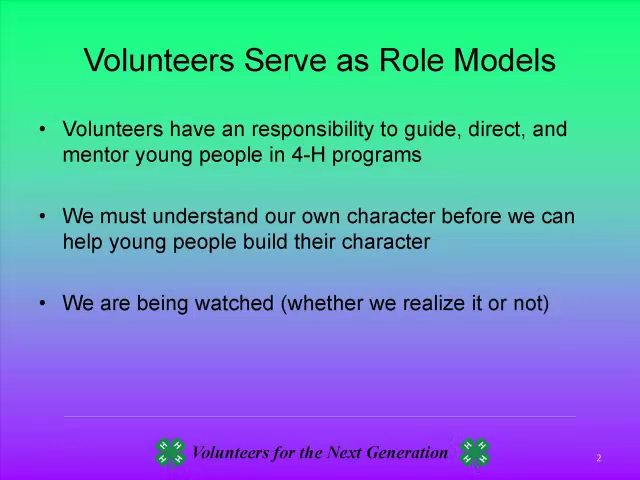 Volunteers Serve as Role Models
• Volunteers have an responsibility to guide, direct, and
mentor young people in 4-H programs
• We must understand our own character before we can
help young people build their character
• We are being watched (whether we realize it or not)
H H H H Volunteers for the Next Generation H H H H
2